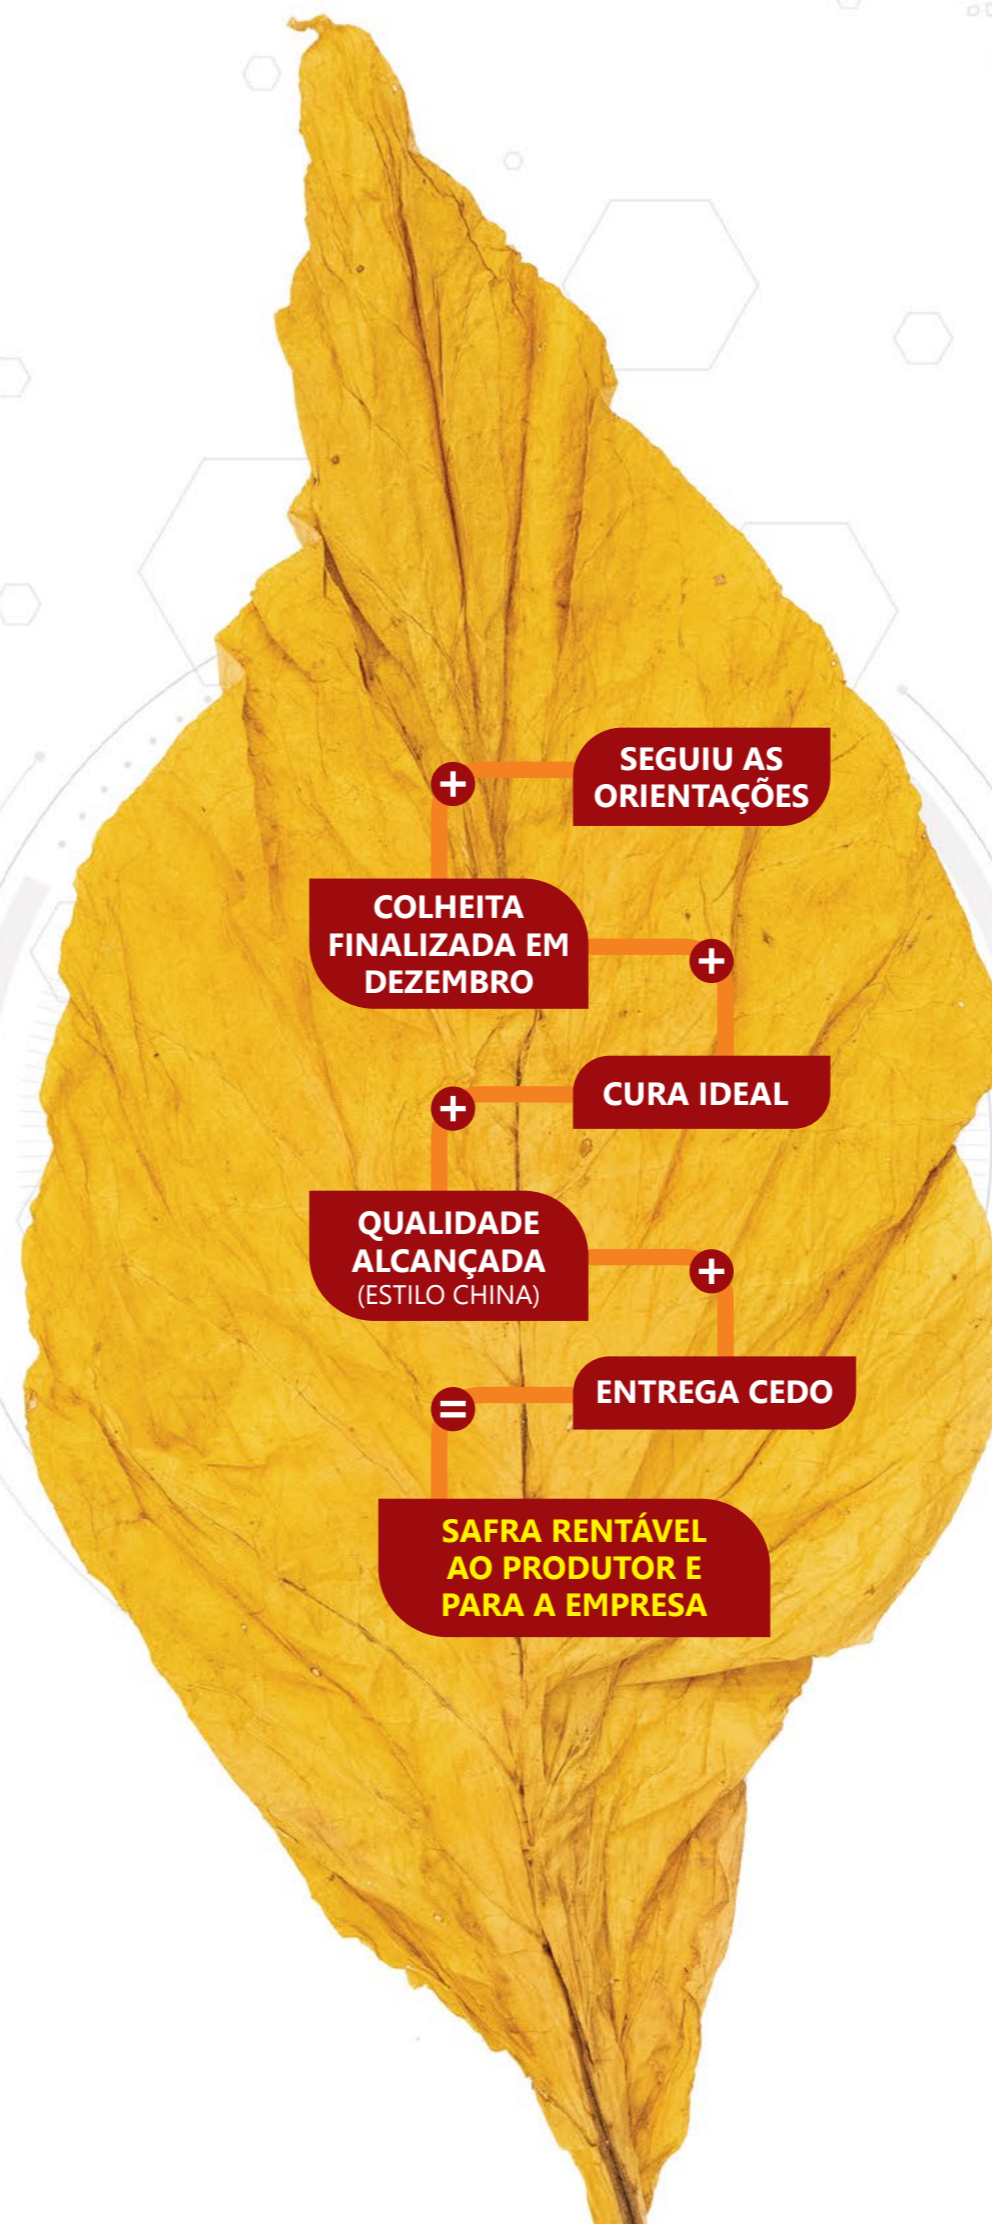 SEGUIU AS
ORIENTAÇÕES
+
COLHEITA
FINALIZADA EM
DEZEMBRO
+
CURA IDEAL
+
QUALIDADE
ALCANÇADA
(ESTILO CHINA)
+
ENTREGA CEDO
=
SAFRA RENTÁVEL
AO PRODUTOR E
PARA A EMPRESA